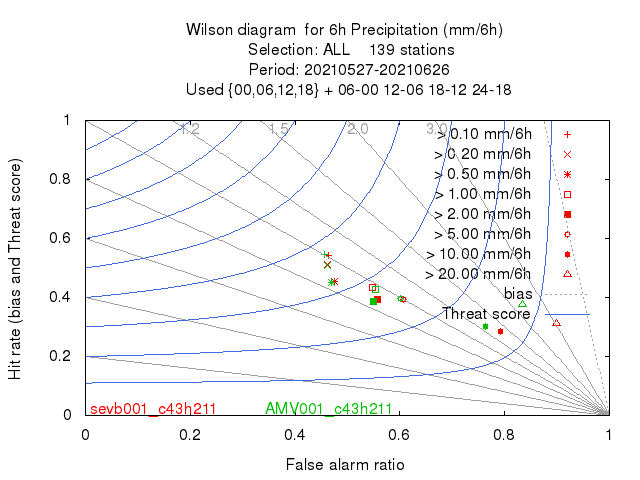 Wilson diagram  for 6h Precipitation (mm/6h)
Selection: ALL    139 stations
Period: 20210527-20210626
Used {00,06,12,18} + 06-00 12-06 18-12 24-18
Hit rate (bias and Threat score)
1
0.8
0.6
0.4
0.2
0
1.2
1.5
2.0
3.0
> 0.10 mm/6h
> 0.20 mm/6h
> 0.50 mm/6h
> 1.00 mm/6h
> 2.00 mm/6h
> 5.00 mm/6h
> 10.00 mm/6h
> 20.00 mm/6h
bias
Threat score
sevb001_c43h211
AMV001_c43h211
0
0.2
0.4
0.6
0.8
1
False alarm ratio